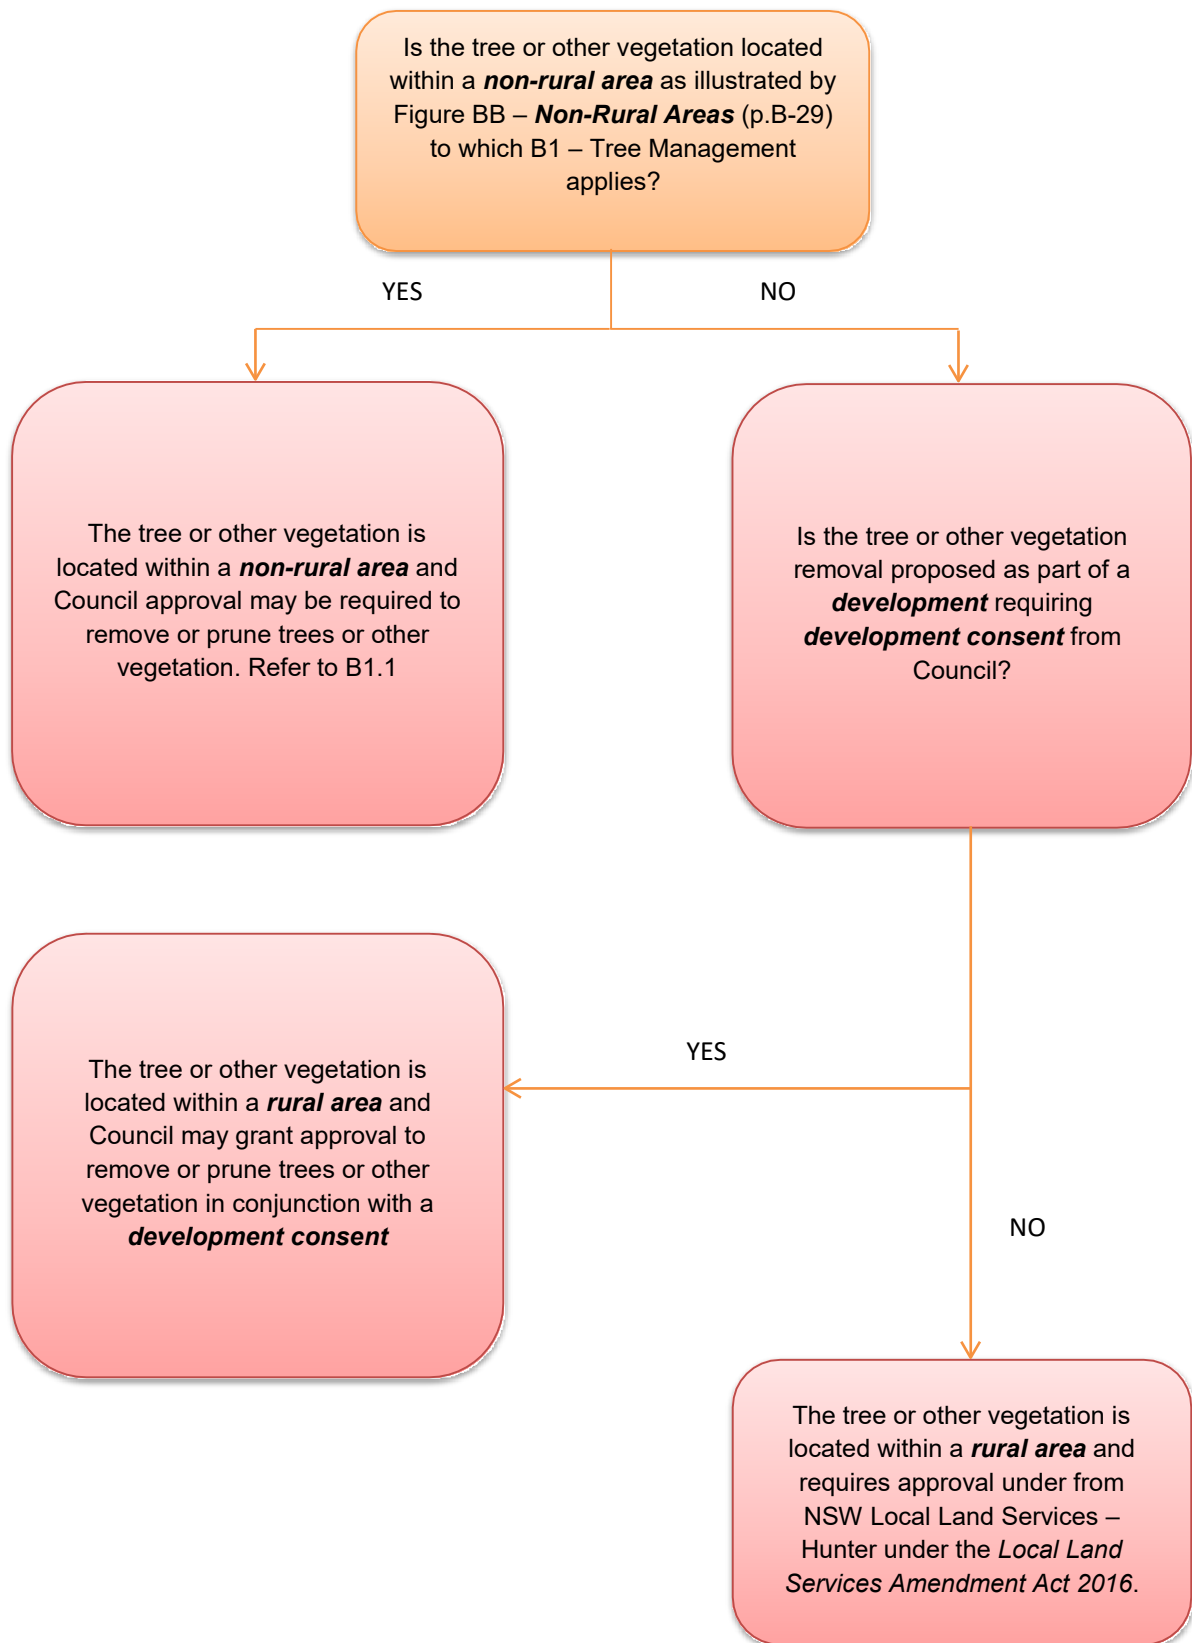 Is the tree or other vegetation located
within a non-rural area as illustrated by
Figure BB – Non-Rural Areas (p.B-29)
to which B1 – Tree Management
applies?
YES
NO
The tree or other vegetation is
located within a non-rural area and
Council approval may be required to
remove or prune trees or other
vegetation. Refer to B1.1
Is the tree or other vegetation
removal proposed as part of a
development requiring
development consent from
Council?
YES
The tree or other vegetation is
located within a rural area and
Council may grant approval to
remove or prune trees or other
vegetation in conjunction with a
development consent
NO
The tree or other vegetation is
located within a rural area and
requires approval under from
NSW Local Land Services –
Hunter under the Local Land
Services Amendment Act 2016.